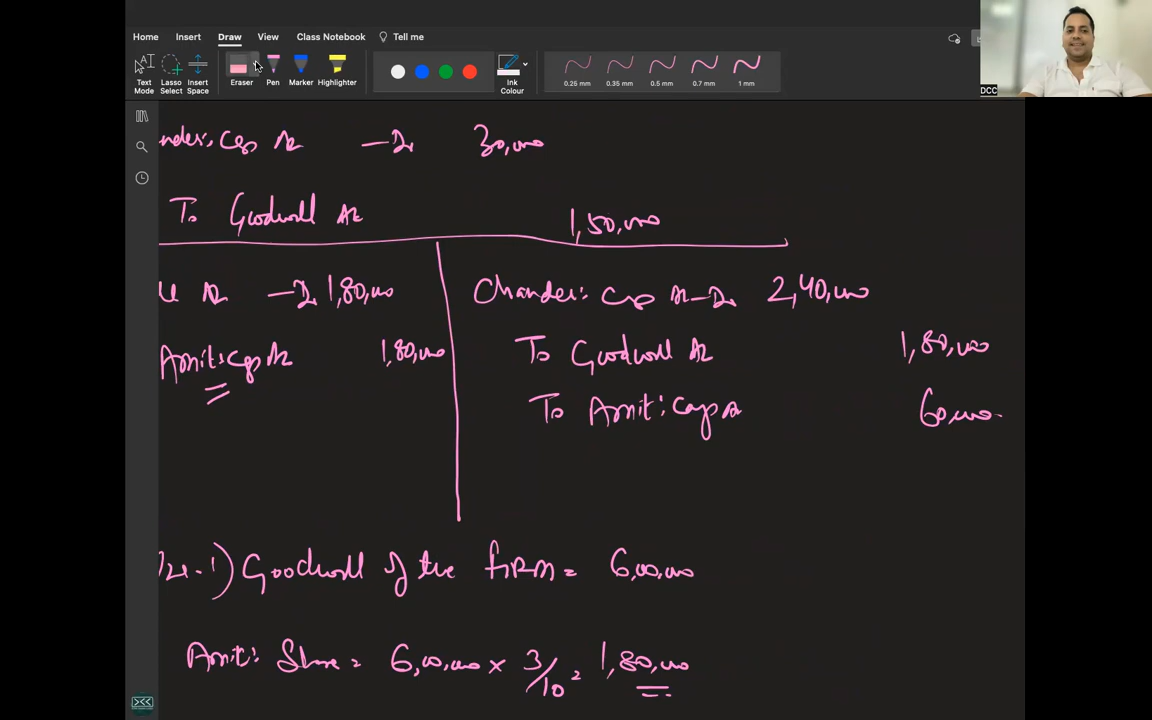 Home Insert Draw View Class Notebook Tell me
Text Mode Lasso Select Insert Space Eraser Pen Marker Highlighter Ink Colour 0.25 mm 0.35 mm 0.5 mm 0.7 mm 1 mm
DCC
nder: Cap A/c — Dr 30,000
To Goodwill A/c 1,50,000
A/c — Dr 1,80,000
Amit: Cap A/c 1,80,000
Chander: Cap A/c — Dr 2,40,000
To Goodwill A/c 1,80,000
To Amit: Cap A/c 60,000
1) Goodwill of the firm = 6,00,000
Amit: Share = 6,00,000 × 3/10 = 1,80,000